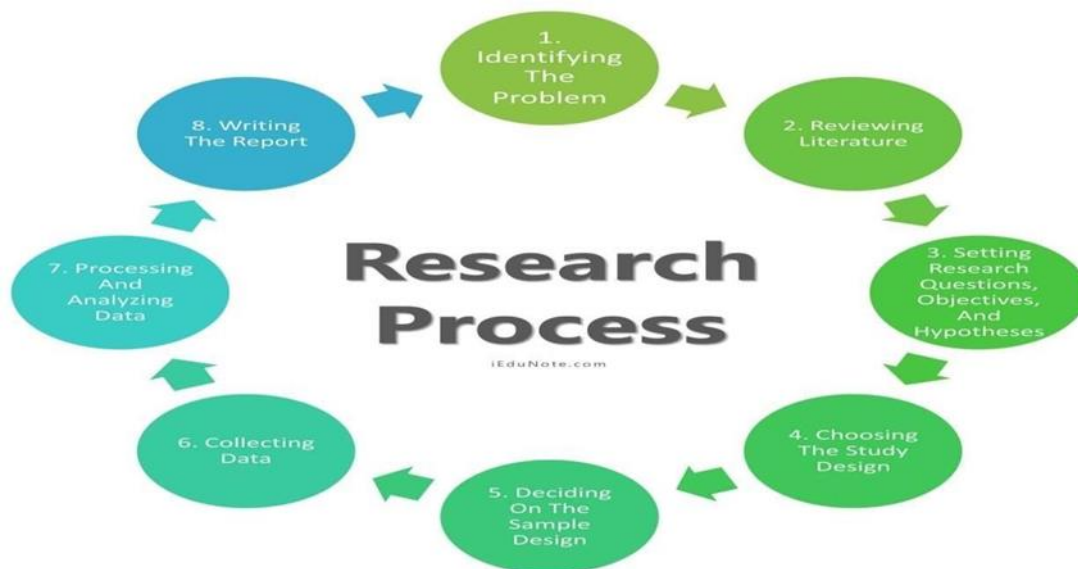 1.
Identifying
The
Problem
2. Reviewing
Literature
3. Setting
Research
Questions,
Objectives,
And
Hypotheses
4. Choosing
The Study
Design
5. Deciding
On The
Sample
Design
6. Collecting
Data
7. Processing
And
Analyzing
Data
8. Writing
The Report
Research
Process
iEduNote.com